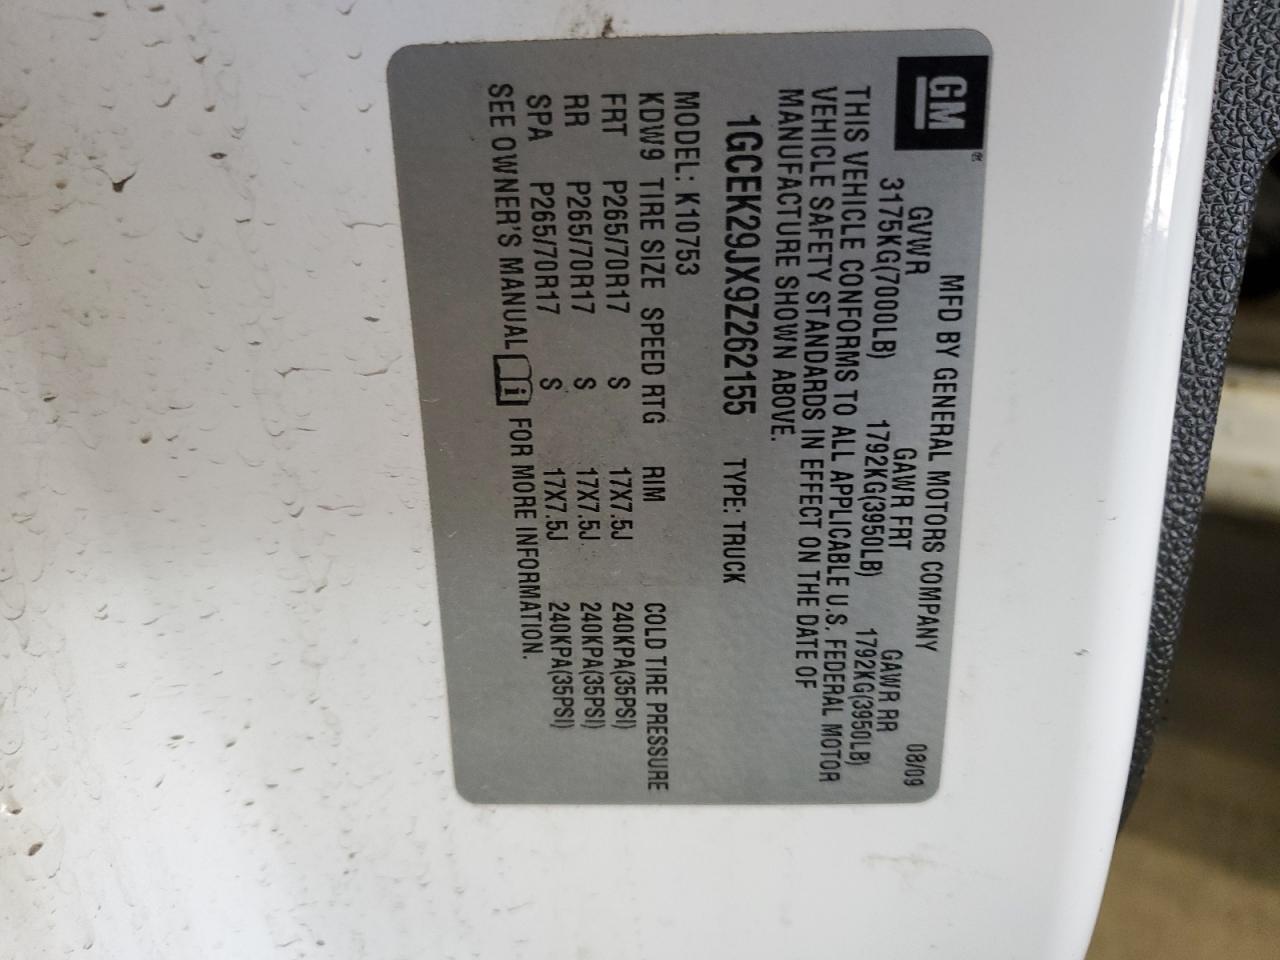 GM®
MFD BY GENERAL MOTORS COMPANY 08/09
GVWR GAWR FRT GAWR RR
3175KG(7000LB) 1792KG(3950LB) 1792KG(3950LB)
THIS VEHICLE CONFORMS TO ALL APPLICABLE U.S. FEDERAL MOTOR
VEHICLE SAFETY STANDARDS IN EFFECT ON THE DATE OF
MANUFACTURE SHOWN ABOVE.
1GCEK29JX9Z262155 TYPE: TRUCK
MODEL: K10753
KDW9 TIRE SIZE SPEED RTG RIM COLD TIRE PRESSURE
FRT P265/70R17 S 17X7.5J 240KPA(35PSI)
RR P265/70R17 S 17X7.5J 240KPA(35PSI)
SPA P265/70R17 S 17X7.5J 240KPA(35PSI)
SEE OWNER'S MANUAL i FOR MORE INFORMATION.